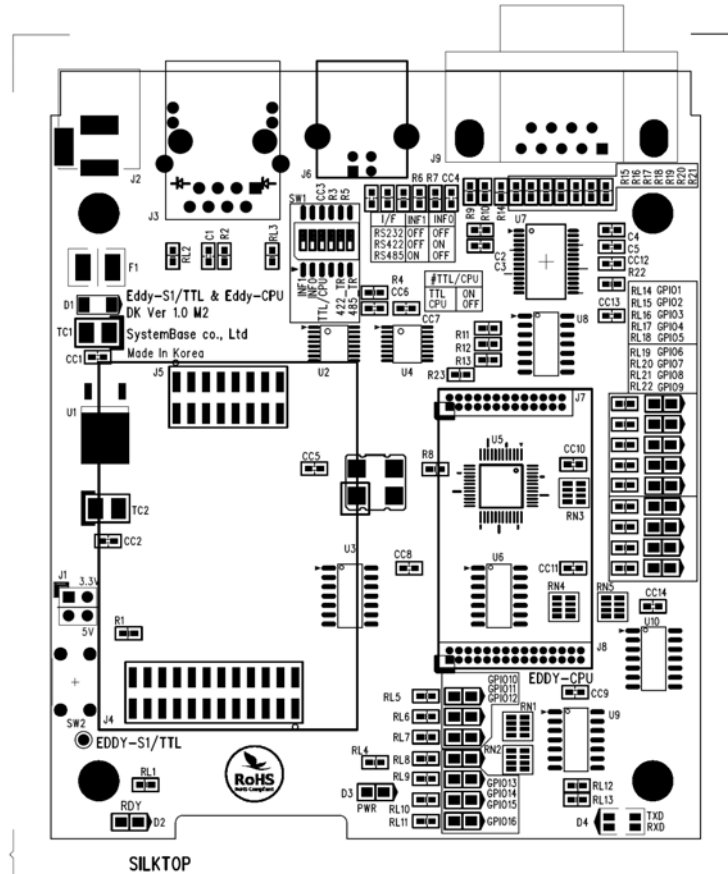 J2
J3
J6
J9
R6 R7 CC4
R15
R16
R17
R18
R19
R20
R21
SW1
CC3
R3
R5
R9
R10
R14
U7
I/F INF1 INF0
RS232 OFF OFF
RS422 OFF ON
RS485 ON ON
RL2
C1
R2
RL3
C2
C3
C4
C5
CC12
R22
F1
INF1
INF0
TTL/CPU
422_TR
485_TR
R4
CC6
#TTL/CPU
TTL ON
CPU OFF
D1
Eddy-S1/TTL & Eddy-CPU
DK Ver 1.0 M2
TC1
SystemBase co., Ltd
Made In Korea
CC1
CC7
U2
U4
R11
R12
R13
R23
U8
CC13
RL14 GPIO1
RL15 GPIO2
RL16 GPIO3
RL17 GPIO4
RL18 GPIO5
RL19 GPIO6
RL20 GPIO7
RL21 GPIO8
RL22 GPIO9
J5
J7
U1
U5
CC5
R8
CC10
RN3
TC2
CC2
U3
CC8
U6
CC11
RN4
RN5
CC14
J1
3.3V
5V
R1
U10
J8
EDDY-CPU
SW2
J4
EDDY-S1/TTL
GPIO10
GPIO11
GPIO12
RL5
RL6
RL7
RL8
RL9
RL10
RL11
RN1
RN2
CC9
U9
GPIO13
GPIO14
GPIO15
GPIO16
RL4
D3
PWR
RL1
RDY
D2
RoHS
RoHS Compliant
RL12
RL13
D4
TXD
RXD
SILKTOP